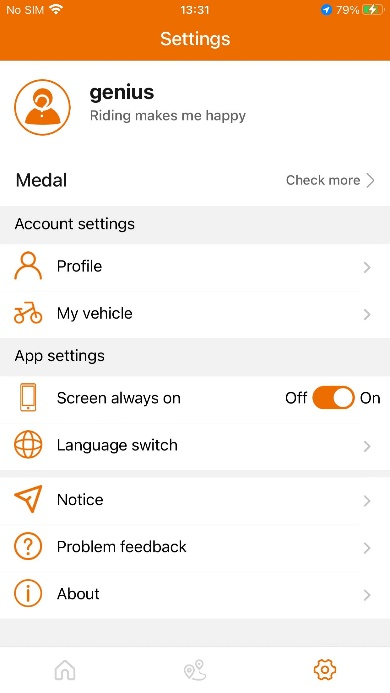 No SIM 13:31 79%
Settings
genius
Riding makes me happy
Medal Check more
Account settings
Profile
My vehicle
App settings
Screen always on Off On
Language switch
Notice
Problem feedback
About